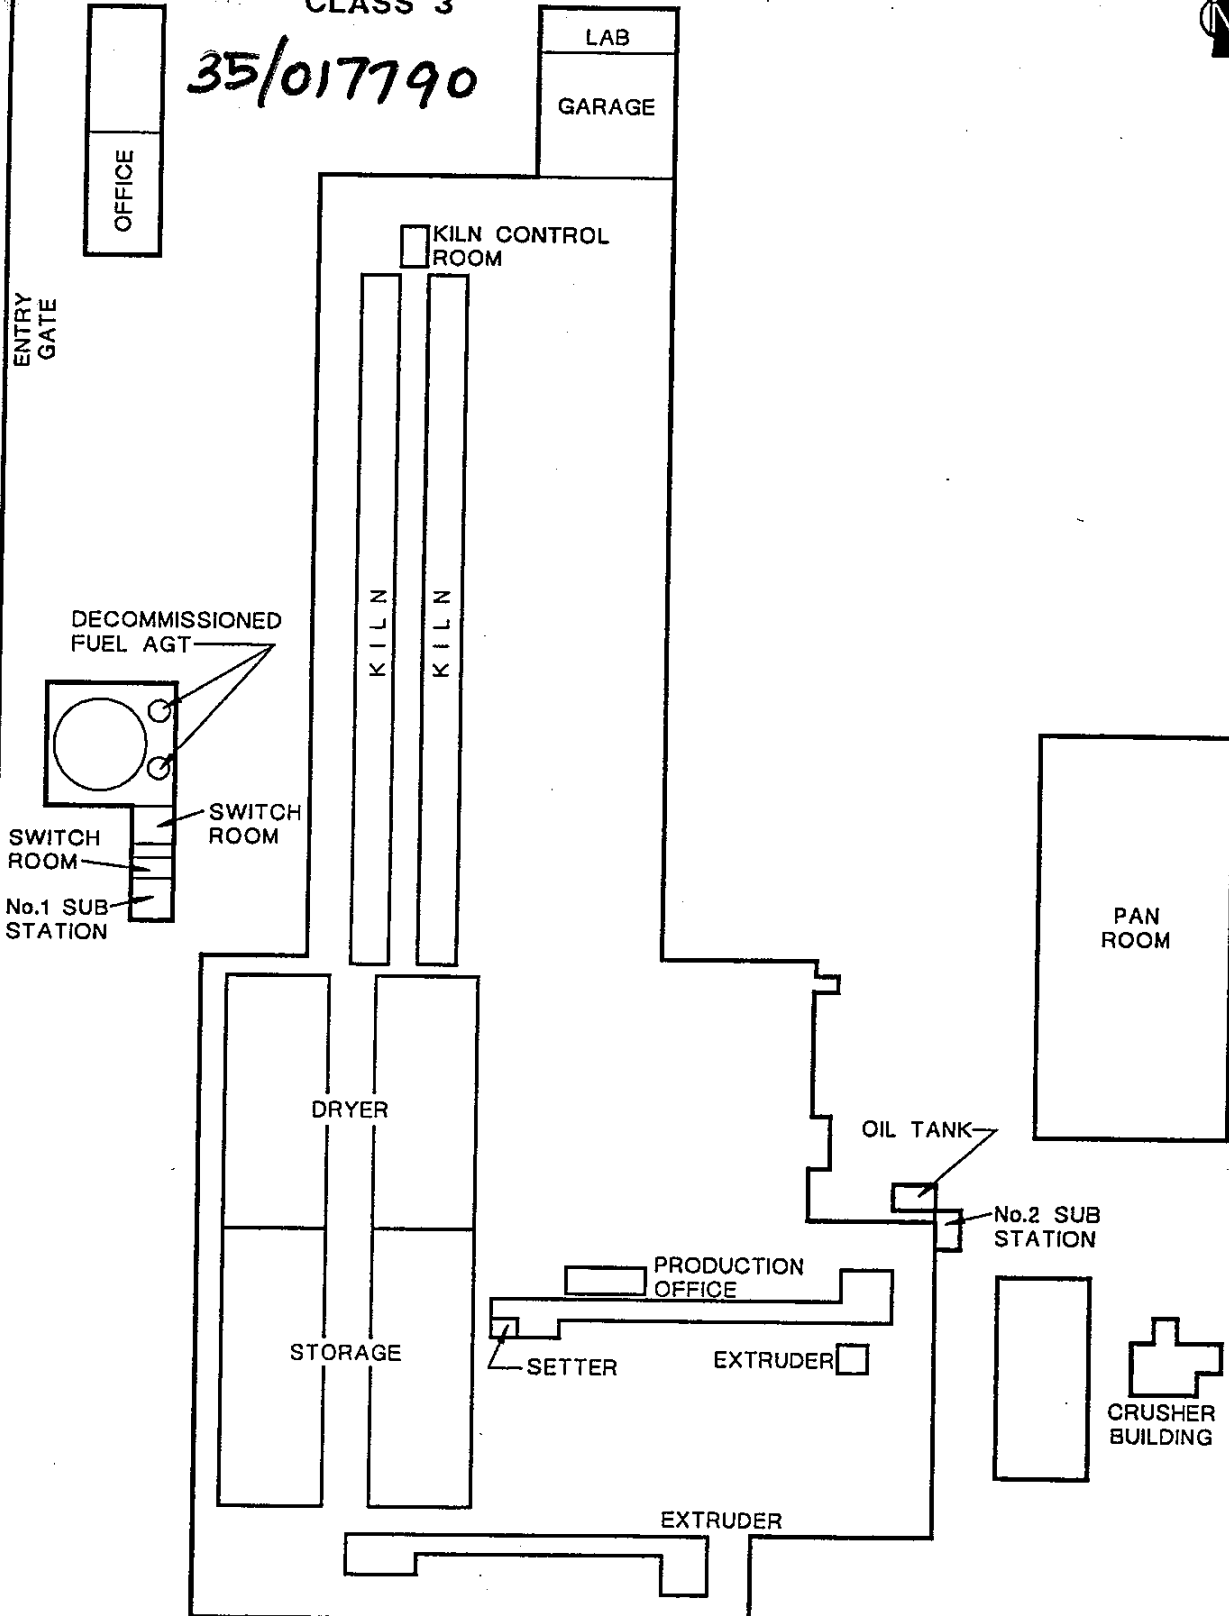 CLASS 3
35/017790
LAB
GARAGE
OFFICE
KILN CONTROL
ROOM
ENTRY
GATE
KILN
KILN
DECOMMISSIONED
FUEL AGT
SWITCH
ROOM
SWITCH
ROOM
No.1 SUB
STATION
PAN
ROOM
DRYER
OIL TANK
No.2 SUB
STATION
PRODUCTION
OFFICE
STORAGE
SETTER
EXTRUDER
CRUSHER
BUILDING
EXTRUDER
N